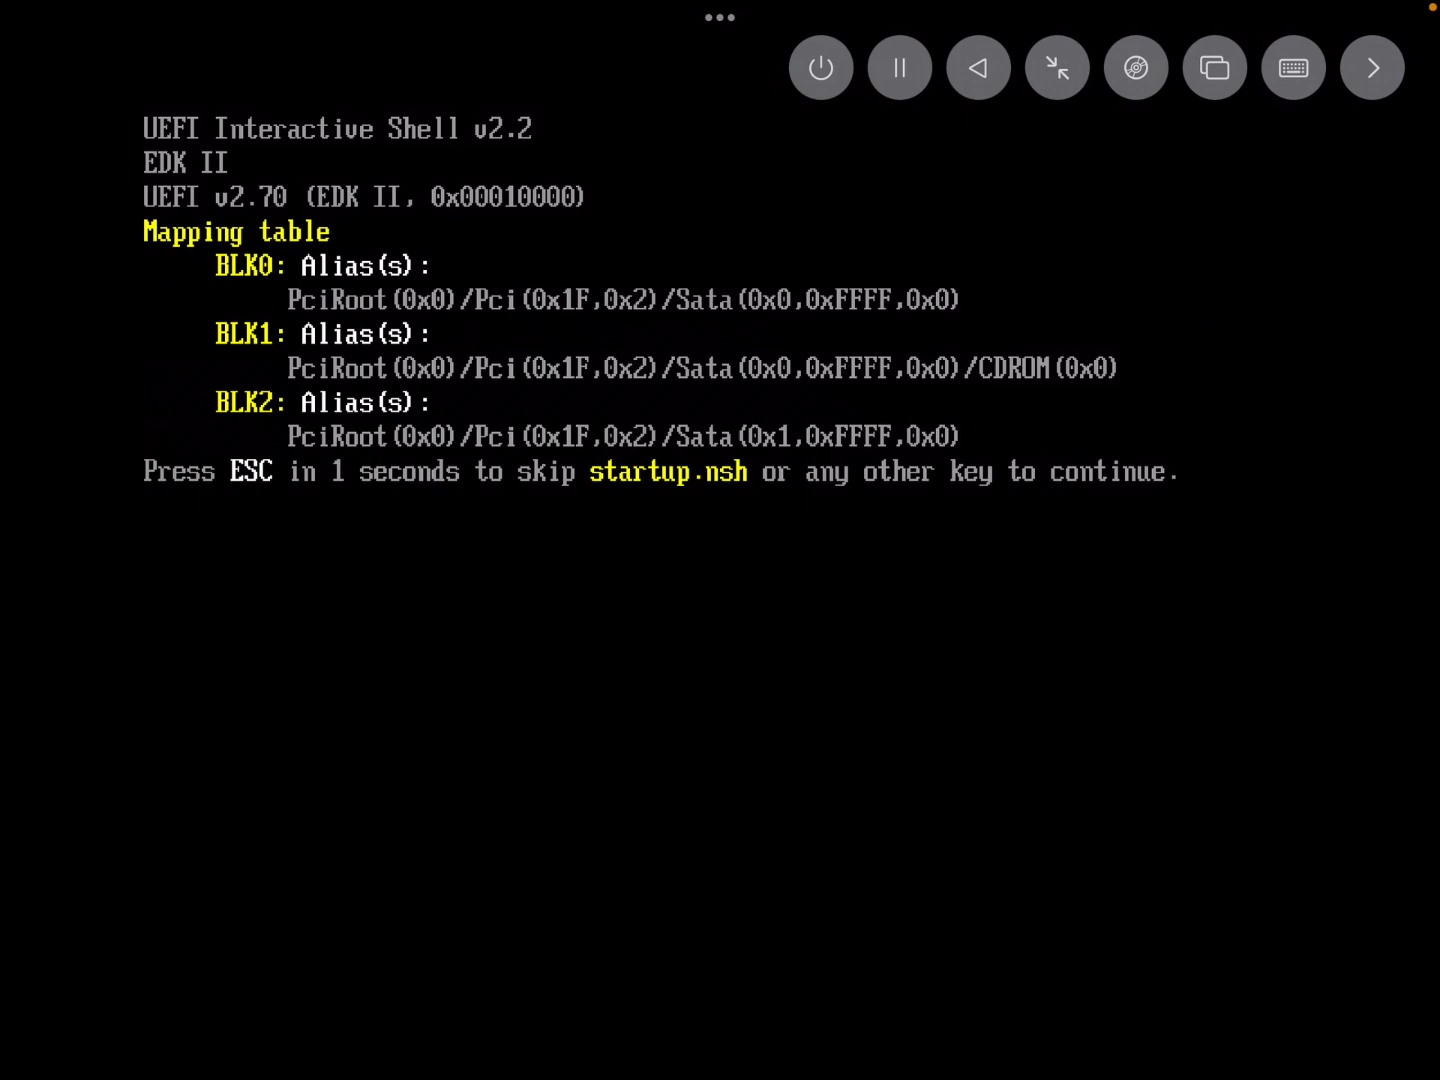 UEFI Interactive Shell v2.2
EDK II
UEFI v2.70 (EDK II, 0x00010000)
Mapping table
BLK0: Alias(s):
PciRoot(0x0)/Pci(0x1F,0x2)/Sata(0x0,0xFFFF,0x0)
BLK1: Alias(s):
PciRoot(0x0)/Pci(0x1F,0x2)/Sata(0x0,0xFFFF,0x0)/CDROM(0x0)
BLK2: Alias(s):
PciRoot(0x0)/Pci(0x1F,0x2)/Sata(0x1,0xFFFF,0x0)
Press ESC in 1 seconds to skip startup.nsh or any other key to continue.